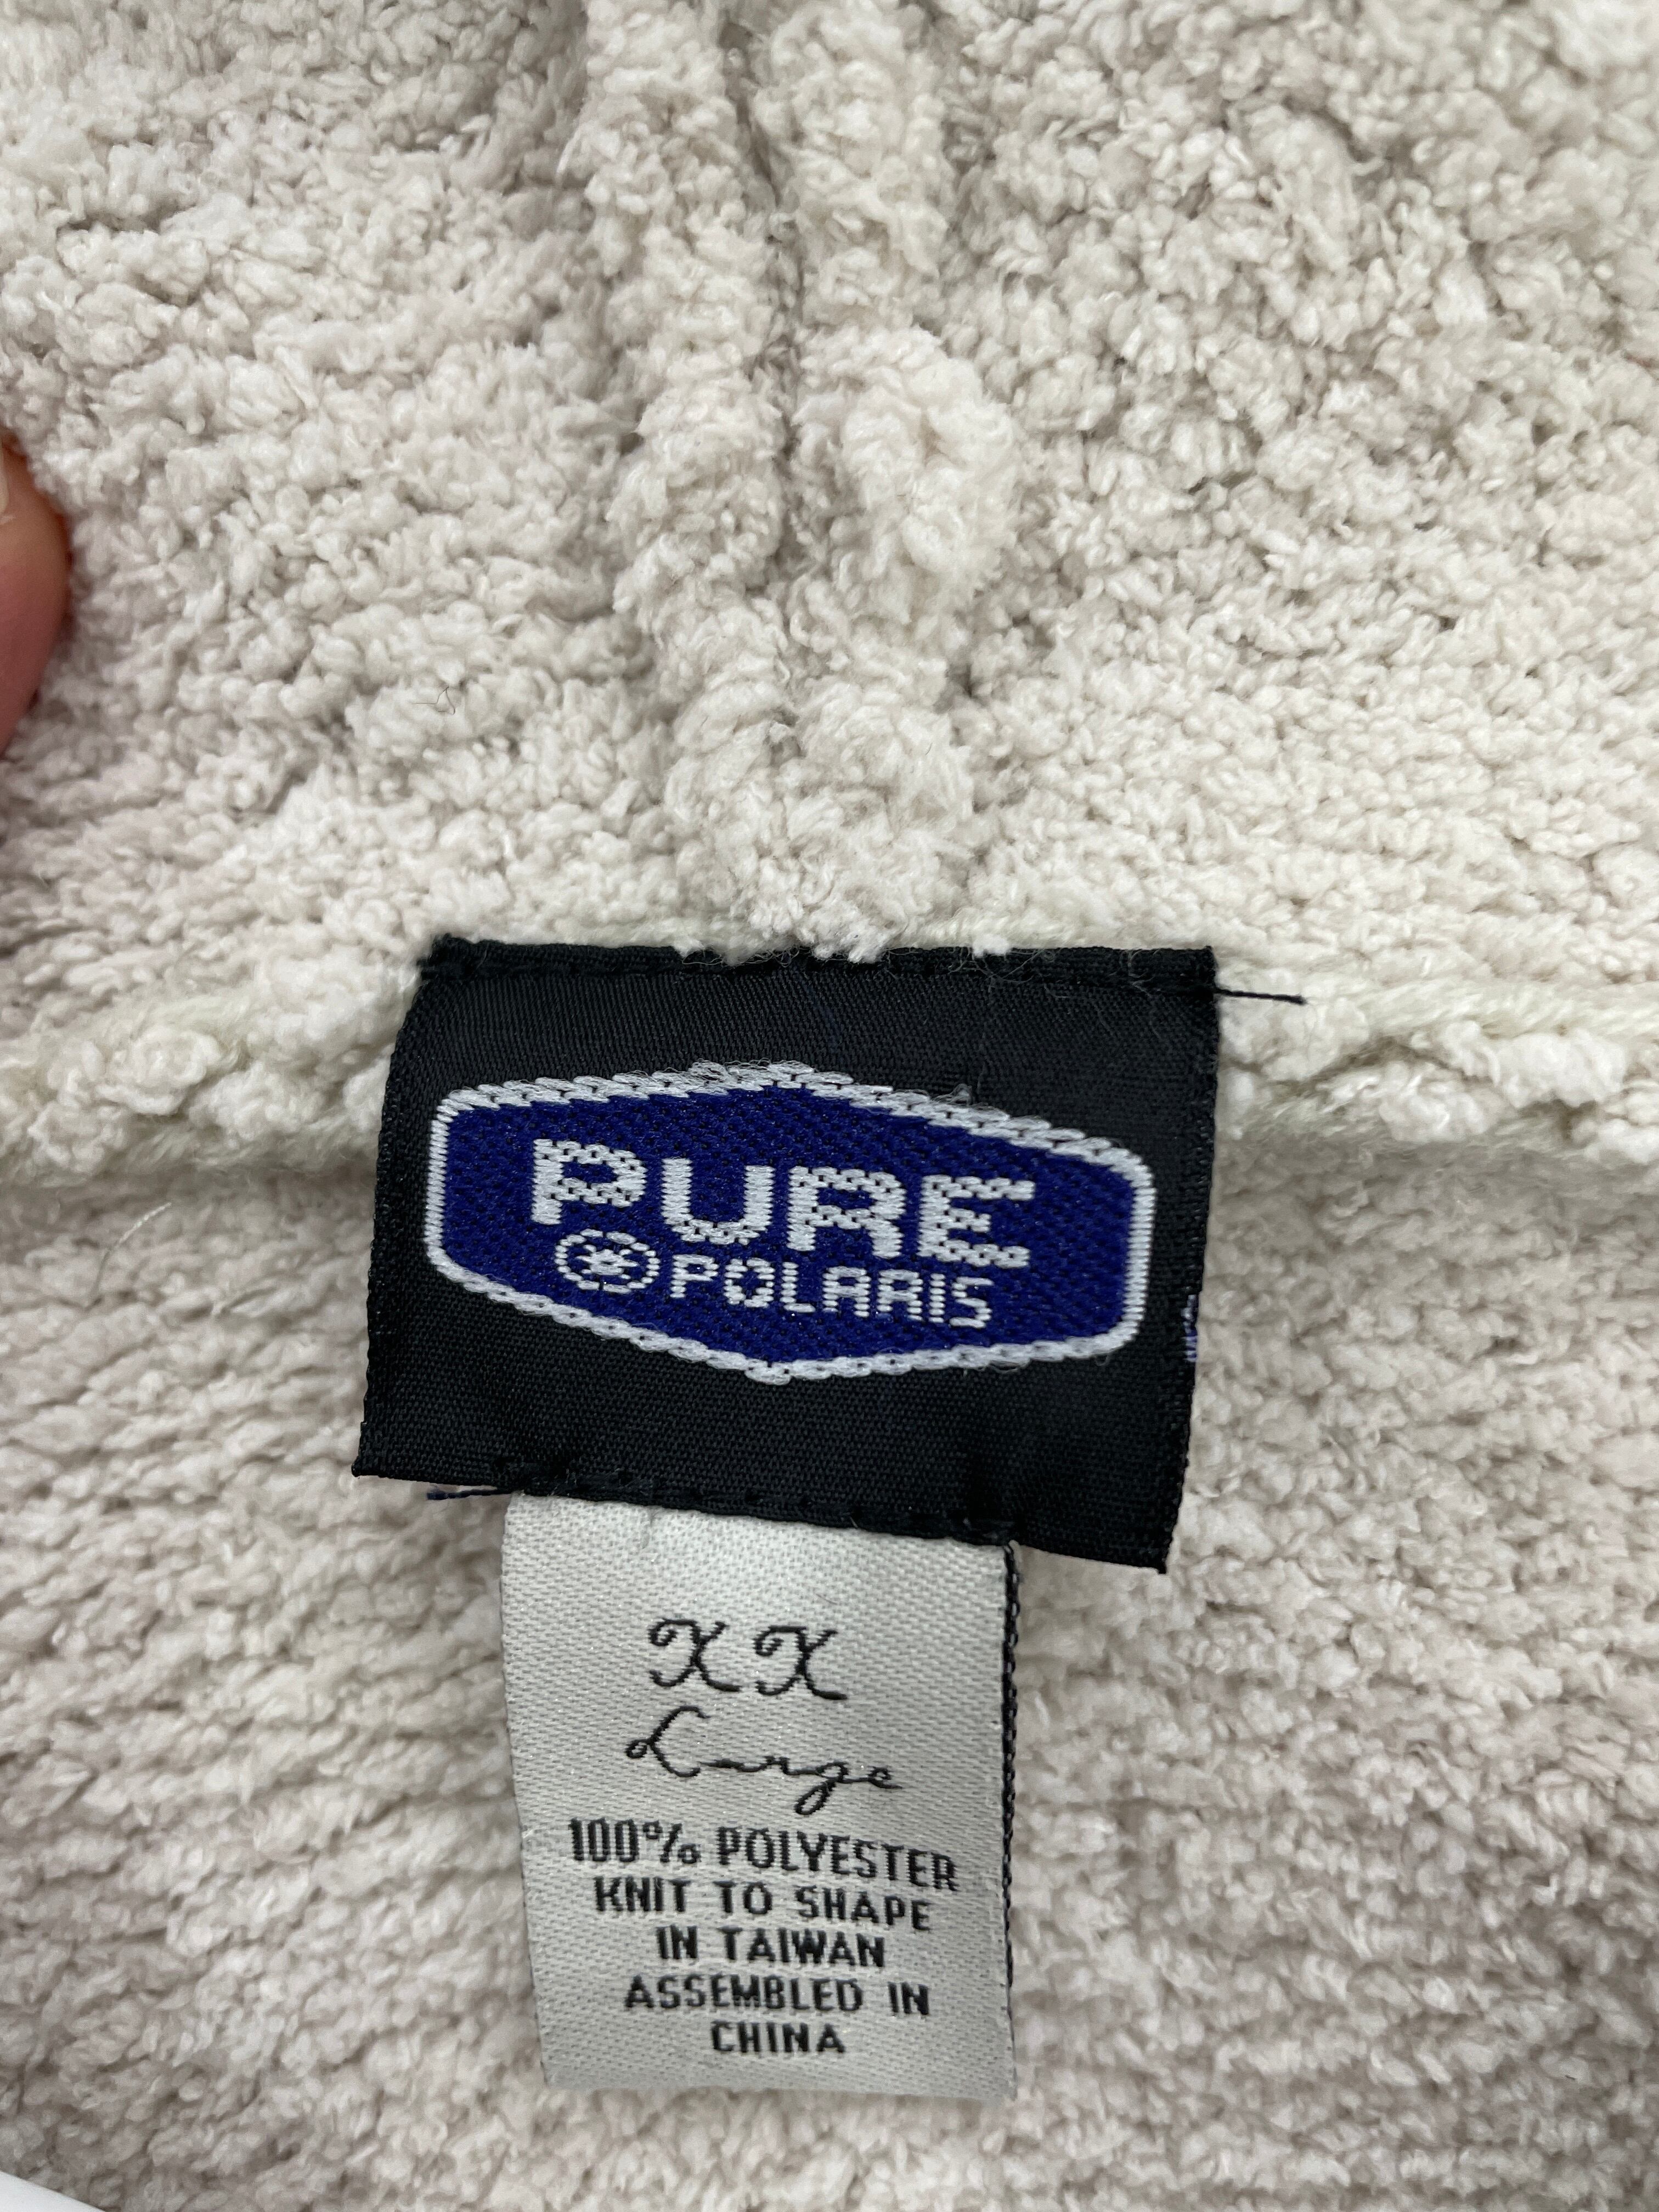 PURE
POLARIS
XX
Large
100% POLYESTER
KNIT TO SHAPE
IN TAIWAN
ASSEMBLED IN
CHINA